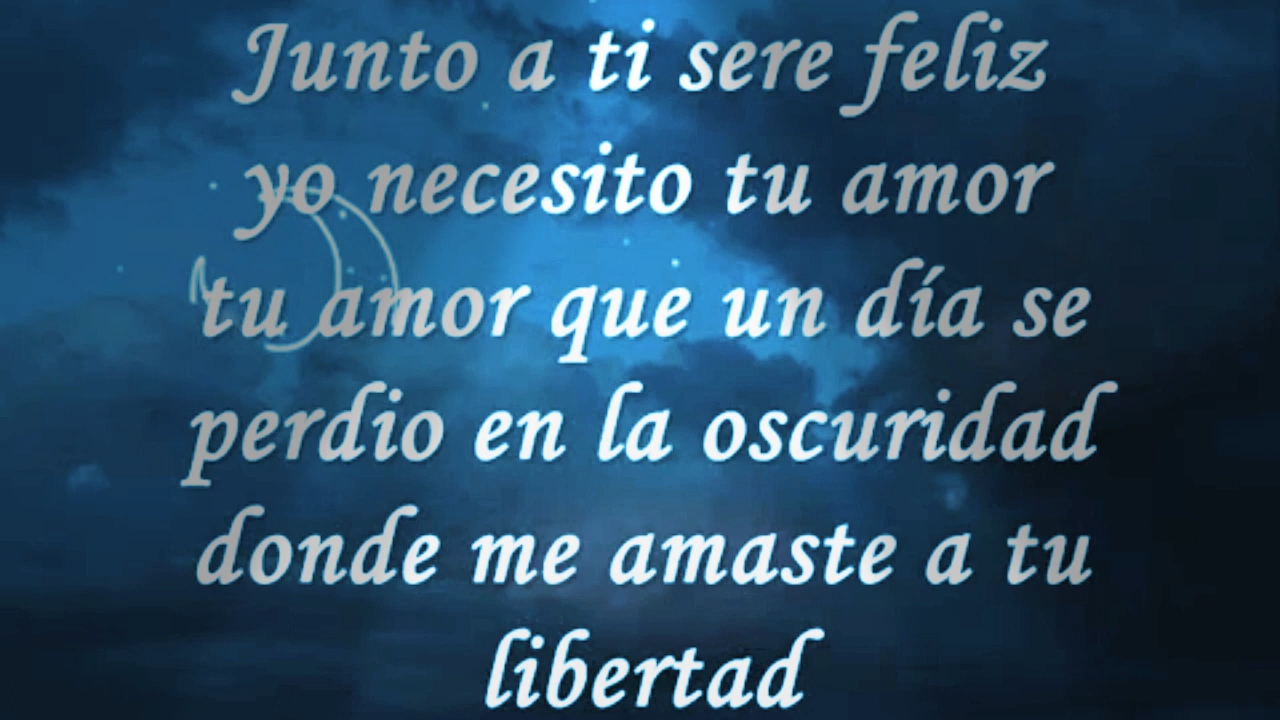 Junto a ti sere feliz
yo necesito tu amor
tu amor que un día se
perdio en la oscuridad
donde me amaste a tu
libertad